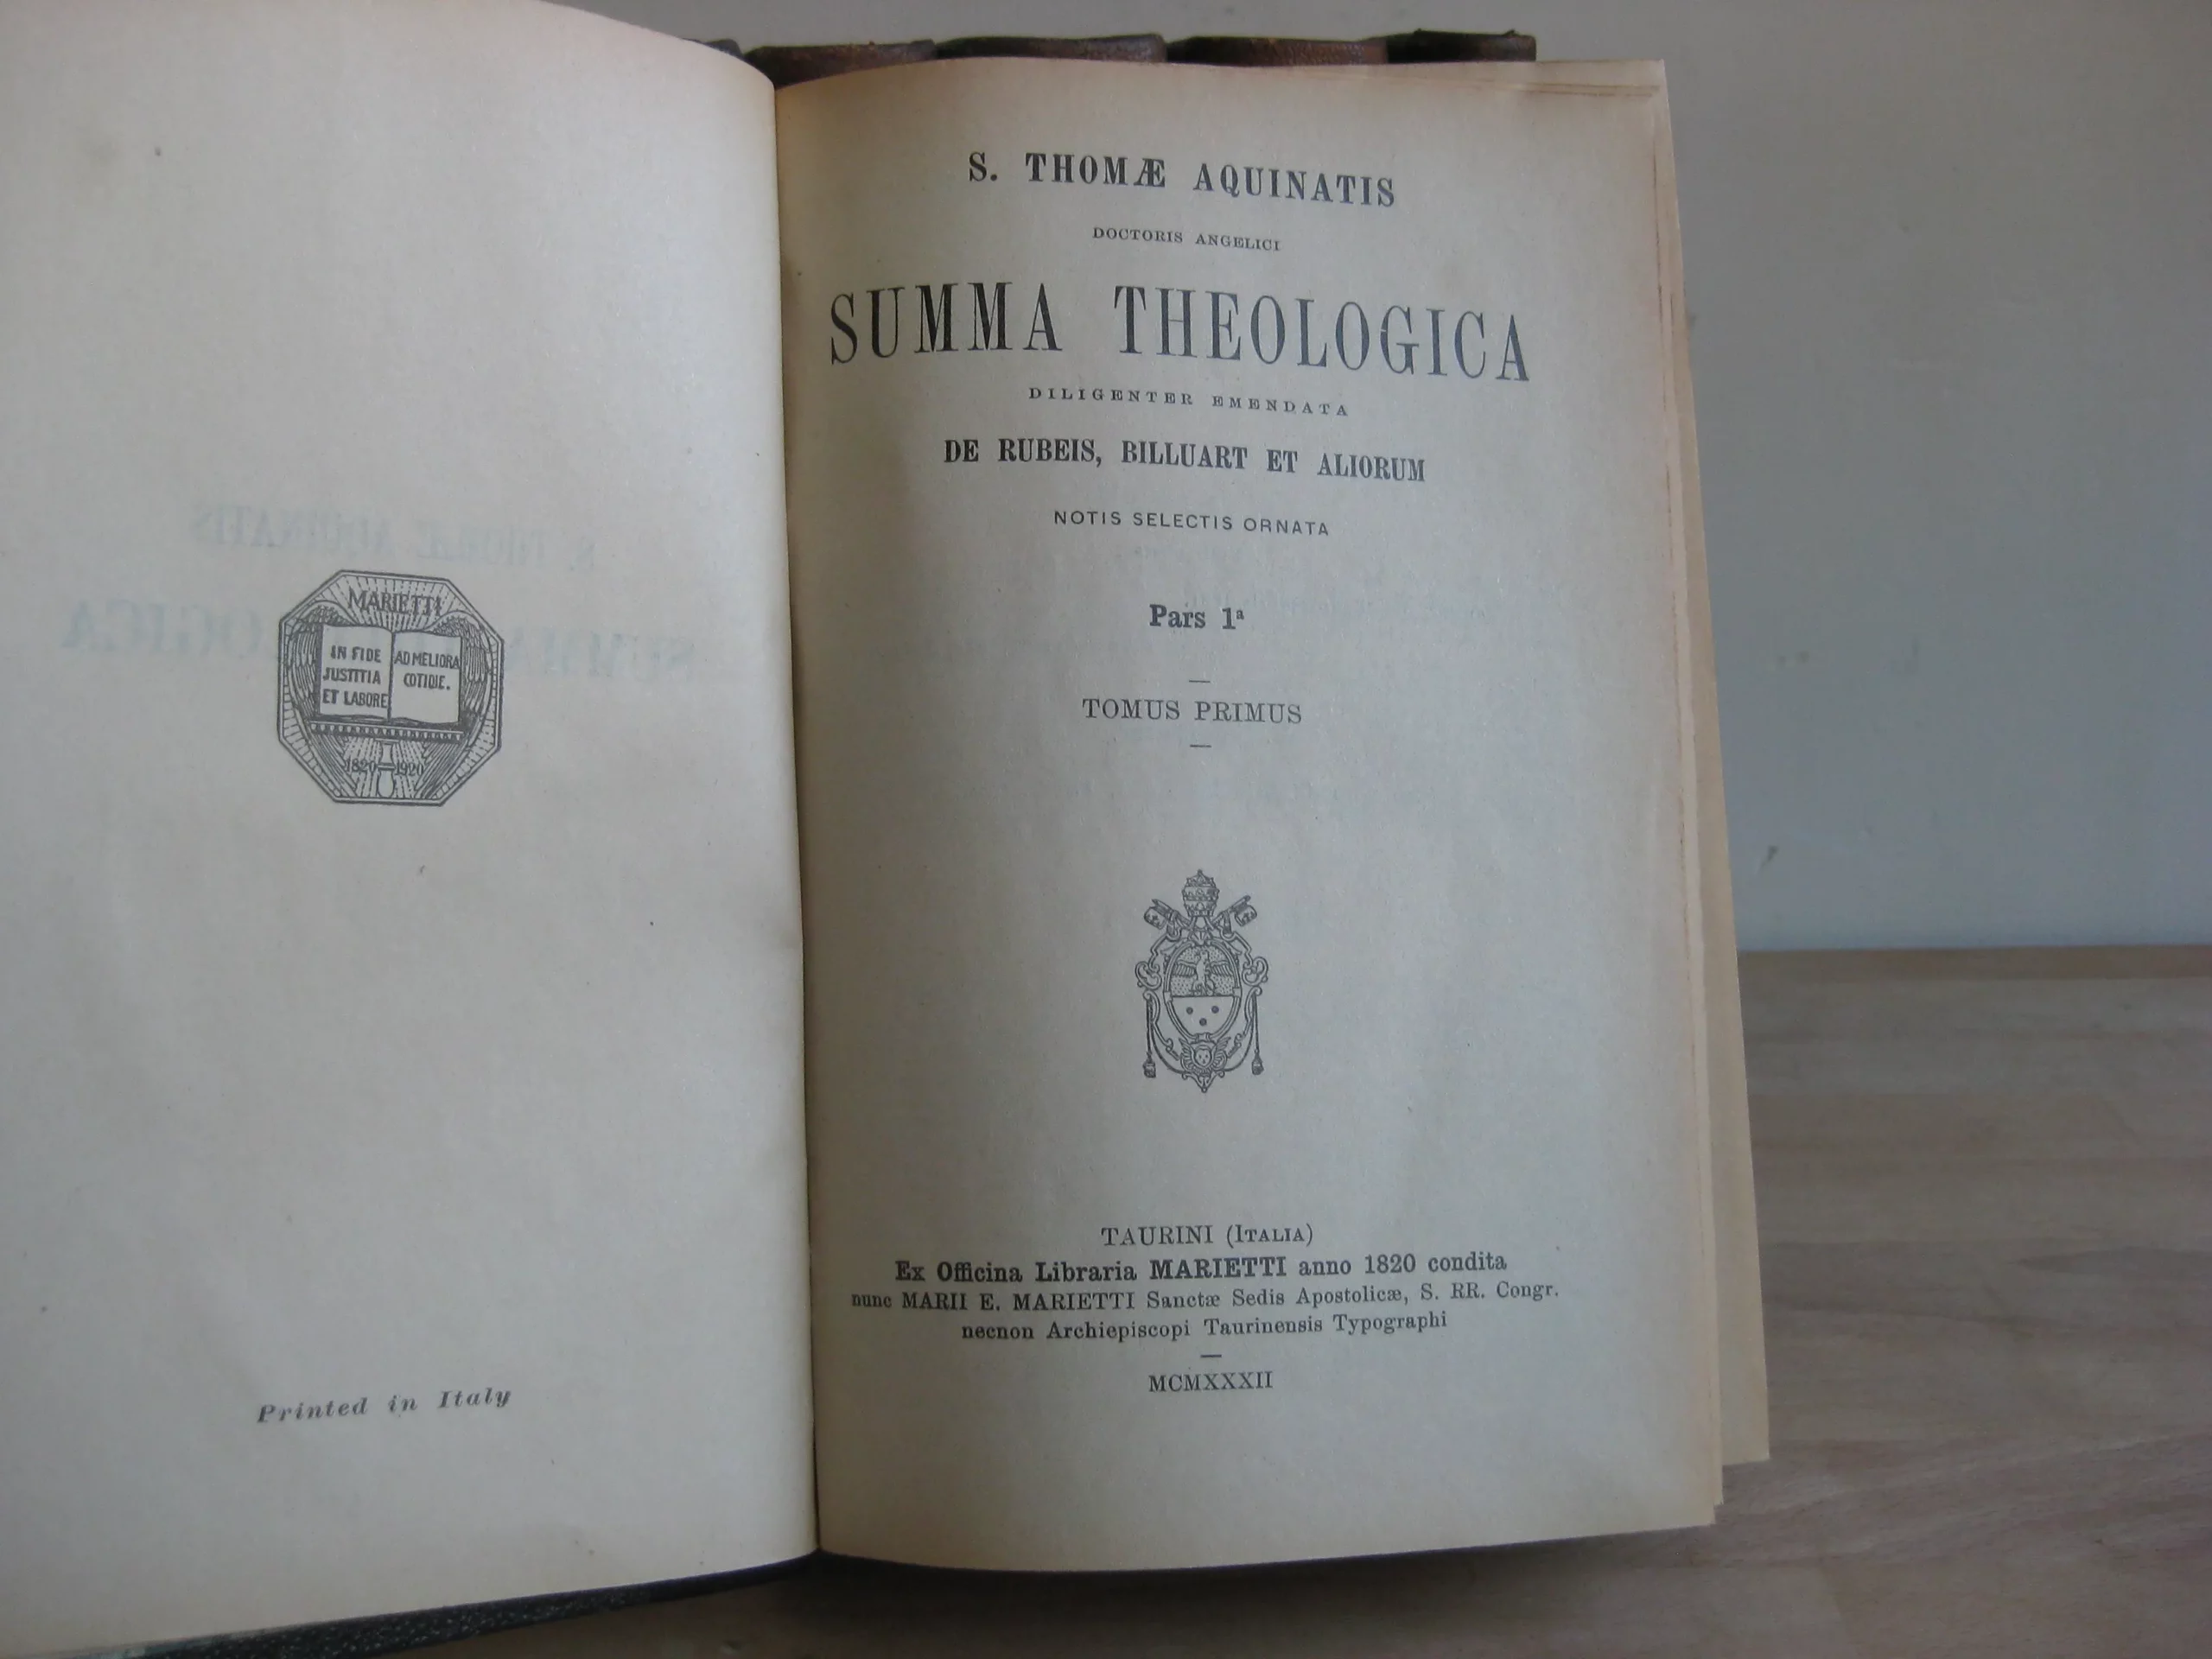 MARIETTI
IN FIDE
JUSTITIA
ET LABORE
AD MELIORA
COTIDIE.
1820-1920
Printed in Italy
S. THOMÆ AQUINATIS
DOCTORIS ANGELICI
SUMMA THEOLOGICA
DILIGENTER EMENDATA
DE RUBEIS, BILLUART ET ALIORUM
NOTIS SELECTIS ORNATA
Pars 1ª
TOMUS PRIMUS
TAURINI (ITALIA)
Ex Officina Libraria MARIETTI anno 1820 condita
nunc MARII E. MARIETTI Sanctæ Sedis Apostolicæ, S. RR. Congr.
necnon Archiepiscopi Taurinensis Typographi
MCMXXXII